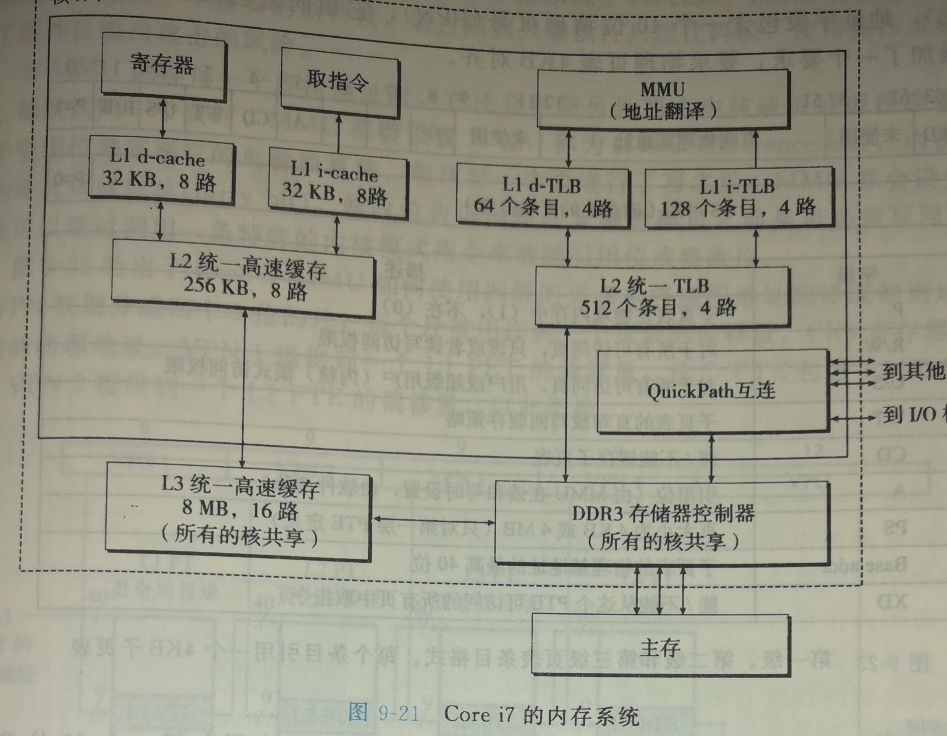 寄存器
取指令
MMU
（地址翻译）
L1 d-cache
32 KB，8 路
L1 i-cache
32 KB，8路
L1 d-TLB
64 个条目，4路
L1 i-TLB
128 个条目，4 路
L2 统一高速缓存
256 KB，8 路
L2 统一 TLB
512 个条目，4 路
QuickPath互连
到其他
到 I/O
L3 统一高速缓存
8 MB，16 路
（所有的核共享）
DDR3 存储器控制器
（所有的核共享）
主存
图 9-21 Core i7 的内存系统